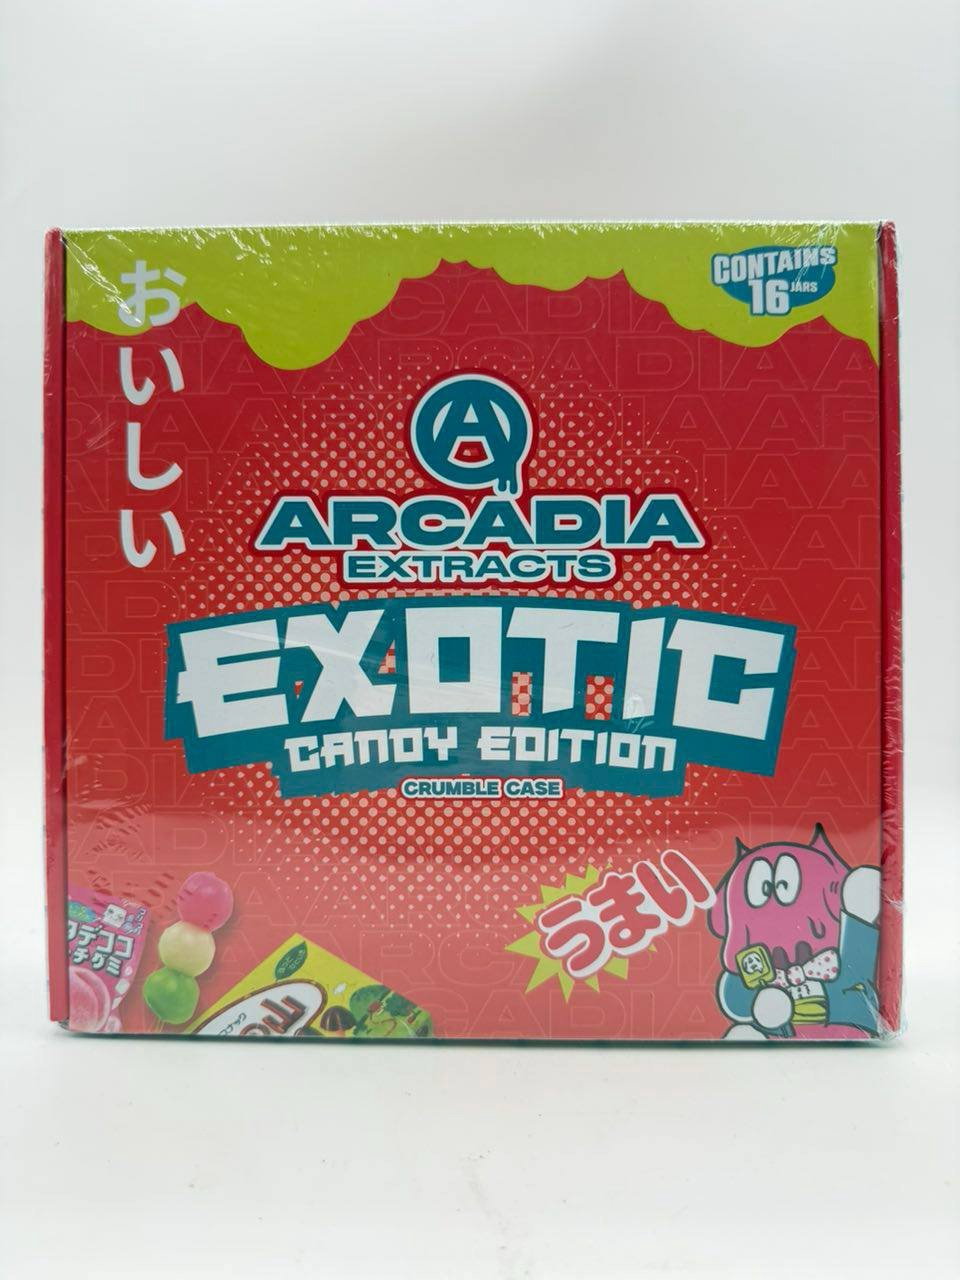 おいしい
CONTAINS
16 JARS
A
ARCADIA
EXTRACTS
EXOTIC
CANDY EDITION
CRUMBLE CASE
うまい